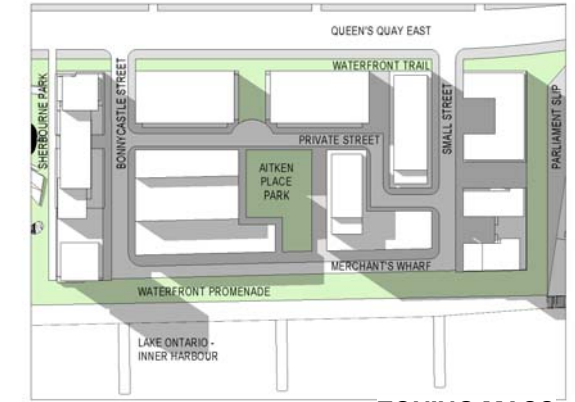 QUEEN'S QUAY EAST
WATERFRONT TRAIL
SHERBOURNE PARK
BONNYCASTLE STREET
SMALL STREET
PARLIAMENT SLIP
PRIVATE STREET
AITKEN
PLACE
PARK
MERCHANT'S WHARF
WATERFRONT PROMENADE
LAKE ONTARIO -
INNER HARBOUR